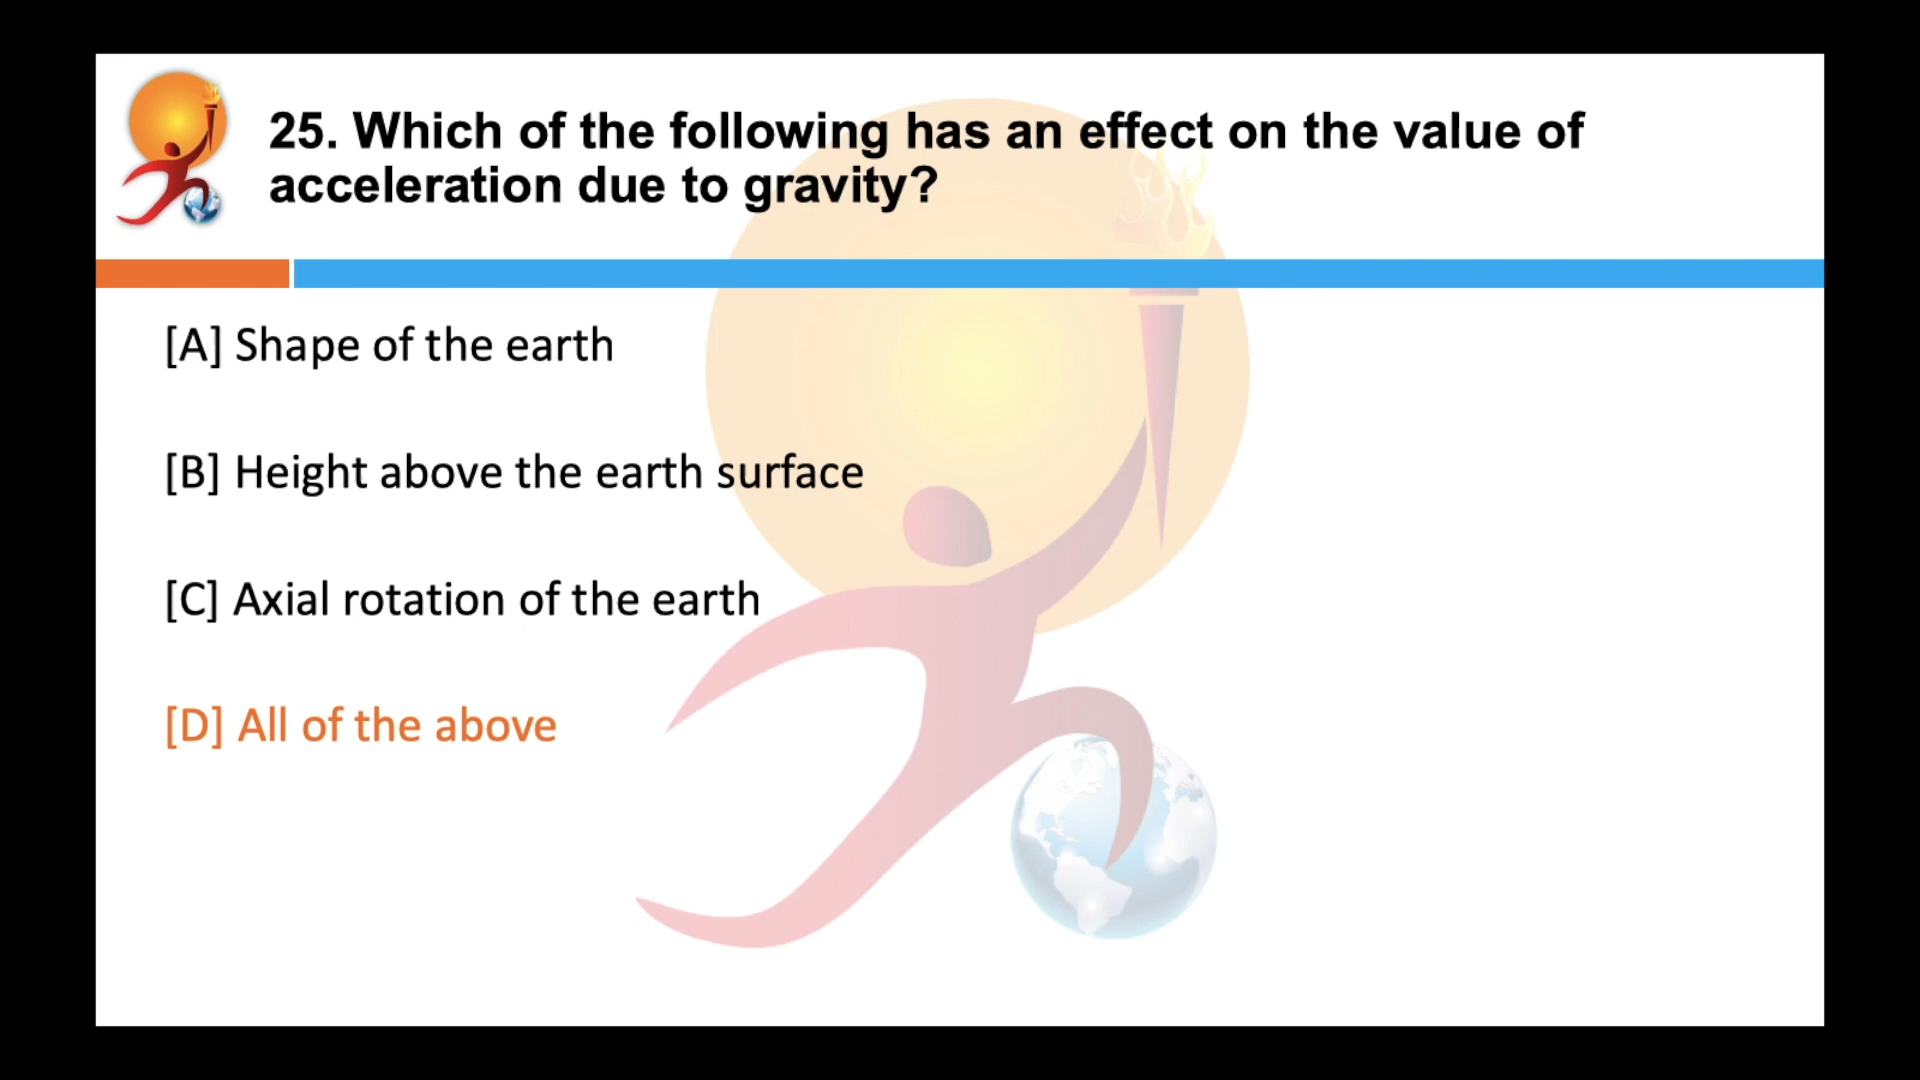 25. Which of the following has an effect on the value of
acceleration due to gravity?
[A] Shape of the earth
[B] Height above the earth surface
[C] Axial rotation of the earth
[D] All of the above